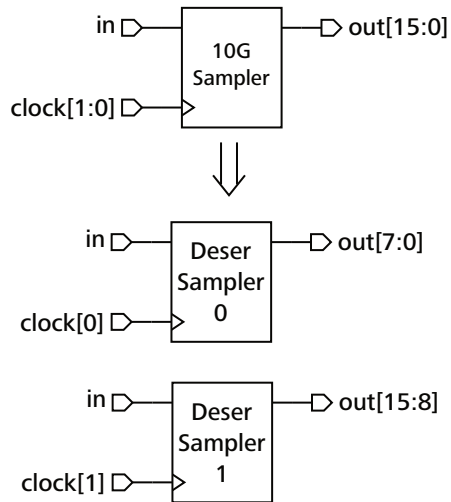 in
10G
Sampler
out[15:0]
clock[1:0]
in
Deser
Sampler
0
out[7:0]
clock[0]
in
Deser
Sampler
1
out[15:8]
clock[1]